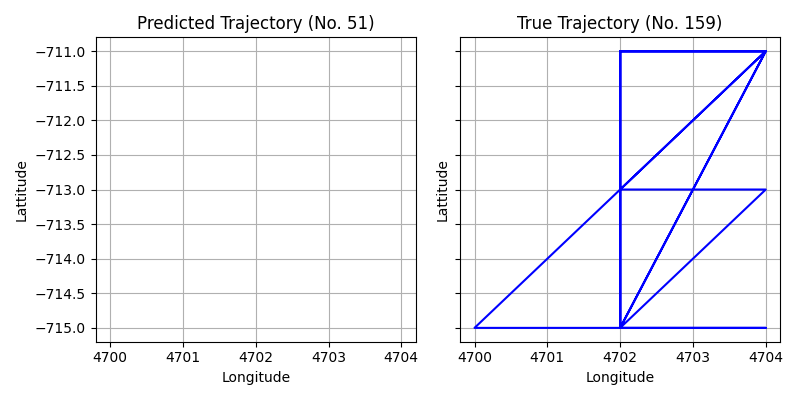 Predicted Trajectory (No. 51)
−711.0
−711.5
−712.0
−712.5
−713.0
−713.5
−714.0
−714.5
−715.0
Lattitude
4700 4701 4702 4703 4704
Longitude
True Trajectory (No. 159)
Lattitude
4700 4701 4702 4703 4704
Longitude